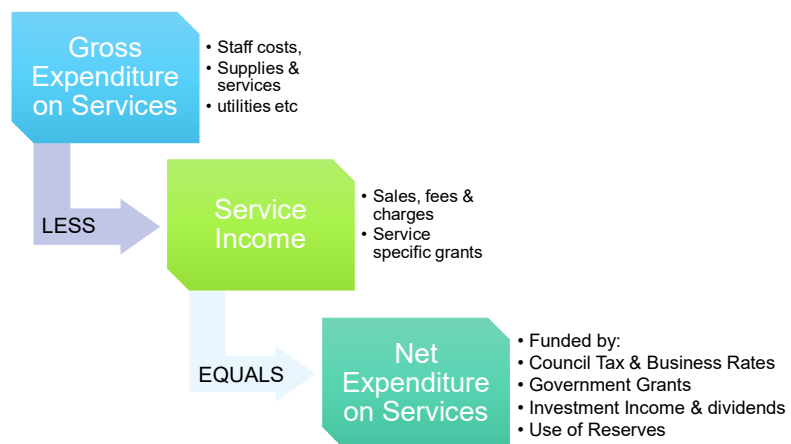 Gross
Expenditure
on Services
• Staff costs,
• Supplies &
services
• utilities etc
LESS
Service
Income
• Sales, fees &
charges
• Service
specific grants
EQUALS
Net
Expenditure
on Services
• Funded by:
• Council Tax & Business Rates
• Government Grants
• Investment Income & dividends
• Use of Reserves